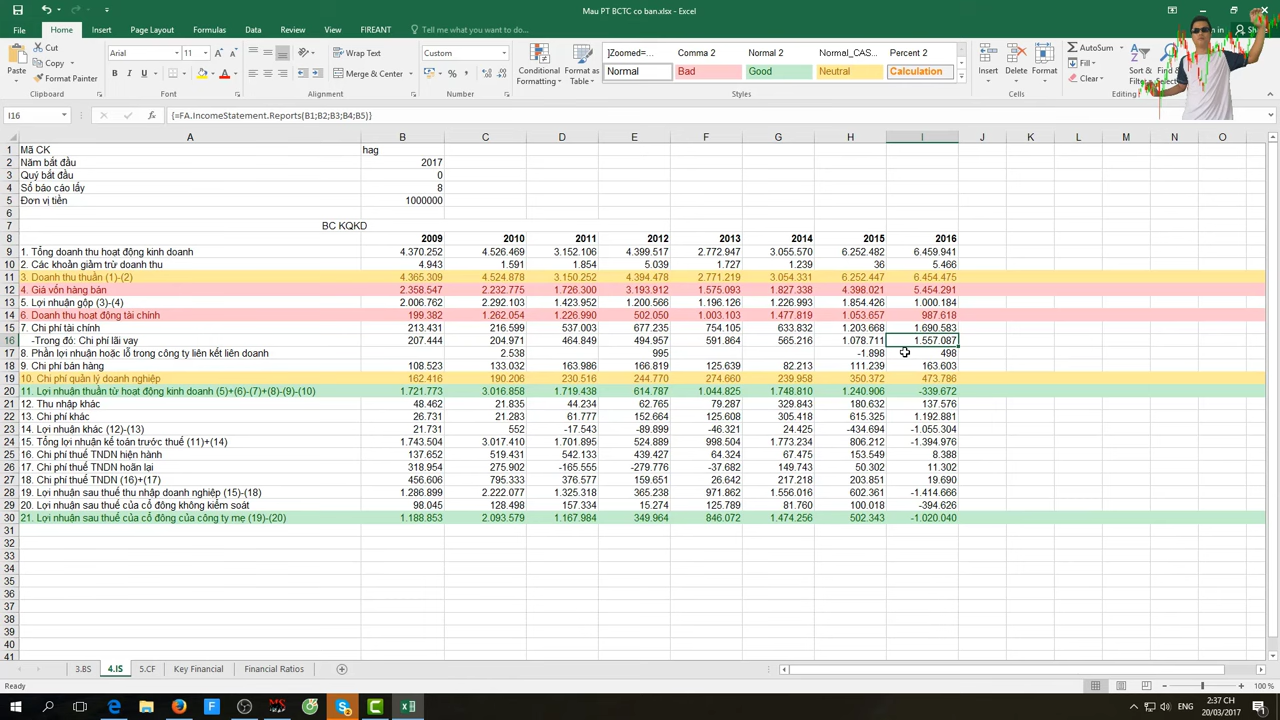 Mau PT BCTC co ban.xlsx - Excel
File Home Insert Page Layout Formulas Data Review View FIREANT Tell me what you want to do... Share
Cut
Copy
Format Painter
Paste
Clipboard
Arial 10
Font
Wrap Text
Merge & Center
Alignment
Custom
Number
Conditional Formatting
Format as Table
]Zoomed=... Comma 2 Normal 2 Normal_CAS... Percent 2
Normal Bad Good Neutral Calculation
Styles
Insert Delete Format
Cells
AutoSum
Fill
Clear
Sort &
Editing
I16 {=FA.IncomeStatement.Reports(B1;B2;B3;B4;B5)}
A B C D E F G H I J K L M N O
1 Mã CK hag
2 Năm bắt đầu 2017
3 Quý bắt đầu 0
4 Số báo cáo lấy 8
5 Đơn vị tiền 1000000
6
7 BC KQKD
8 2009 2010 2011 2012 2013 2014 2015 2016
9 1. Tổng doanh thu hoạt động kinh doanh 4.370.252 4.526.469 3.152.106 4.399.517 2.772.947 3.055.570 6.252.482 6.459.941
10 2. Các khoản giảm trừ doanh thu 4.943 1.591 1.854 5.039 1.727 1.239 36 5.466
11 3. Doanh thu thuần (1)-(2) 4.365.309 4.524.878 3.150.252 4.394.478 2.771.219 3.054.331 6.252.447 6.454.475
12 4. Giá vốn hàng bán 2.358.547 2.232.775 1.726.300 3.193.912 1.575.093 1.827.338 4.398.021 5.454.291
13 5. Lợi nhuận gộp (3)-(4) 2.006.762 2.292.103 1.423.952 1.200.566 1.196.126 1.226.993 1.854.426 1.000.184
14 6. Doanh thu hoạt động tài chính 199.382 1.262.054 1.226.990 502.050 1.003.103 1.477.819 1.053.657 987.618
15 7. Chi phí tài chính 213.431 216.599 537.003 677.235 754.105 633.832 1.203.668 1.690.583
16 -Trong đó: Chi phí lãi vay 207.444 204.971 464.849 494.957 591.864 565.216 1.078.711 1.557.087
17 8. Phần lợi nhuận hoặc lỗ trong công ty liên kết liên doanh 2.538 995 -1.898 498
18 9. Chi phí bán hàng 108.523 133.032 163.986 166.819 125.639 82.213 111.239 163.603
19 10. Chi phí quản lý doanh nghiệp 162.416 190.206 230.516 244.770 274.660 239.958 350.372 473.786
20 11. Lợi nhuận thuần từ hoạt động kinh doanh (5)+(6)-(7)+(8)-(9)-(10) 1.721.773 3.016.858 1.719.438 614.787 1.044.825 1.748.810 1.240.906 -339.672
21 12. Thu nhập khác 48.462 21.835 44.234 62.765 79.287 329.843 180.632 137.576
22 13. Chi phí khác 26.731 21.283 61.777 152.664 125.608 305.418 615.325 1.192.881
23 14. Lợi nhuận khác (12)-(13) 21.731 552 -17.543 -89.899 -46.321 24.425 -434.694 -1.055.304
24 15. Tổng lợi nhuận kế toán trước thuế (11)+(14) 1.743.504 3.017.410 1.701.895 524.889 998.504 1.773.234 806.212 -1.394.976
25 16. Chi phí thuế TNDN hiện hành 137.652 519.431 542.133 439.427 64.324 67.475 153.549 8.388
26 17. Chi phí thuế TNDN hoãn lại 318.954 275.902 -165.555 -279.776 -37.682 149.743 50.302 11.302
27 18. Chi phí thuế TNDN (16)+(17) 456.606 795.333 376.577 159.651 26.642 217.218 203.851 19.690
28 19. Lợi nhuận sau thuế thu nhập doanh nghiệp (15)-(18) 1.286.899 2.222.077 1.325.318 365.238 971.862 1.556.016 602.361 -1.414.666
29 20. Lợi nhuận sau thuế của cổ đông không kiểm soát 98.045 128.498 157.334 15.274 125.789 81.760 100.018 -394.626
30 21. Lợi nhuận sau thuế của cổ đông của công ty mẹ (19)-(20) 1.188.853 2.093.579 1.167.984 349.964 846.072 1.474.256 502.343 -1.020.040
31
32
33
34
35
36
37
38
39
40
41
3.BS 4.IS 5.CF Key Financial Financial Ratios
Ready 100 %
ENG 2:37 CH
20/03/2017